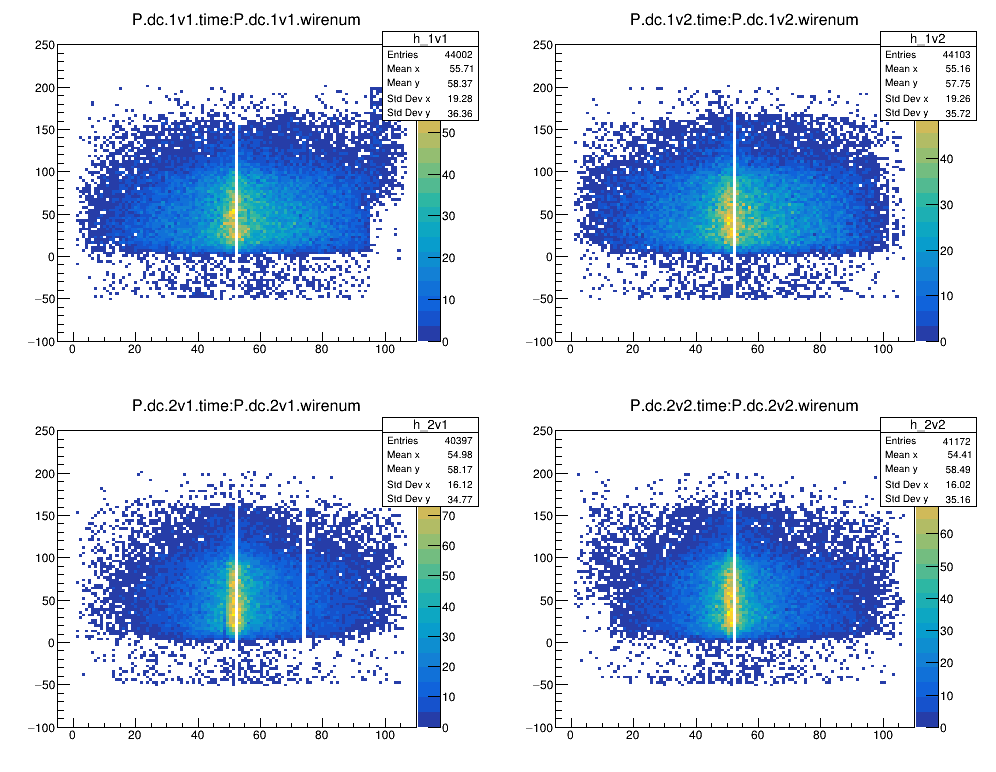 P.dc.1v1.time:P.dc.1v1.wirenum
h_1v1
Entries 44002
Mean x 55.71
Mean y 58.37
Std Dev x 19.28
Std Dev y 36.36
250
200
150
100
50
0
−50
−100
0 20 40 60 80 100
50
40
30
20
10
0
P.dc.1v2.time:P.dc.1v2.wirenum
h_1v2
Entries 44103
Mean x 55.16
Mean y 57.75
Std Dev x 19.26
Std Dev y 35.72
250
200
150
100
50
0
−50
−100
0 20 40 60 80 100
40
30
20
10
0
P.dc.2v1.time:P.dc.2v1.wirenum
h_2v1
Entries 40397
Mean x 54.98
Mean y 58.17
Std Dev x 16.12
Std Dev y 34.77
250
200
150
100
50
0
−50
−100
0 20 40 60 80 100
70
60
50
40
30
20
10
0
P.dc.2v2.time:P.dc.2v2.wirenum
h_2v2
Entries 41172
Mean x 54.41
Mean y 58.49
Std Dev x 16.02
Std Dev y 35.16
250
200
150
100
50
0
−50
−100
0 20 40 60 80 100
60
50
40
30
20
10
0